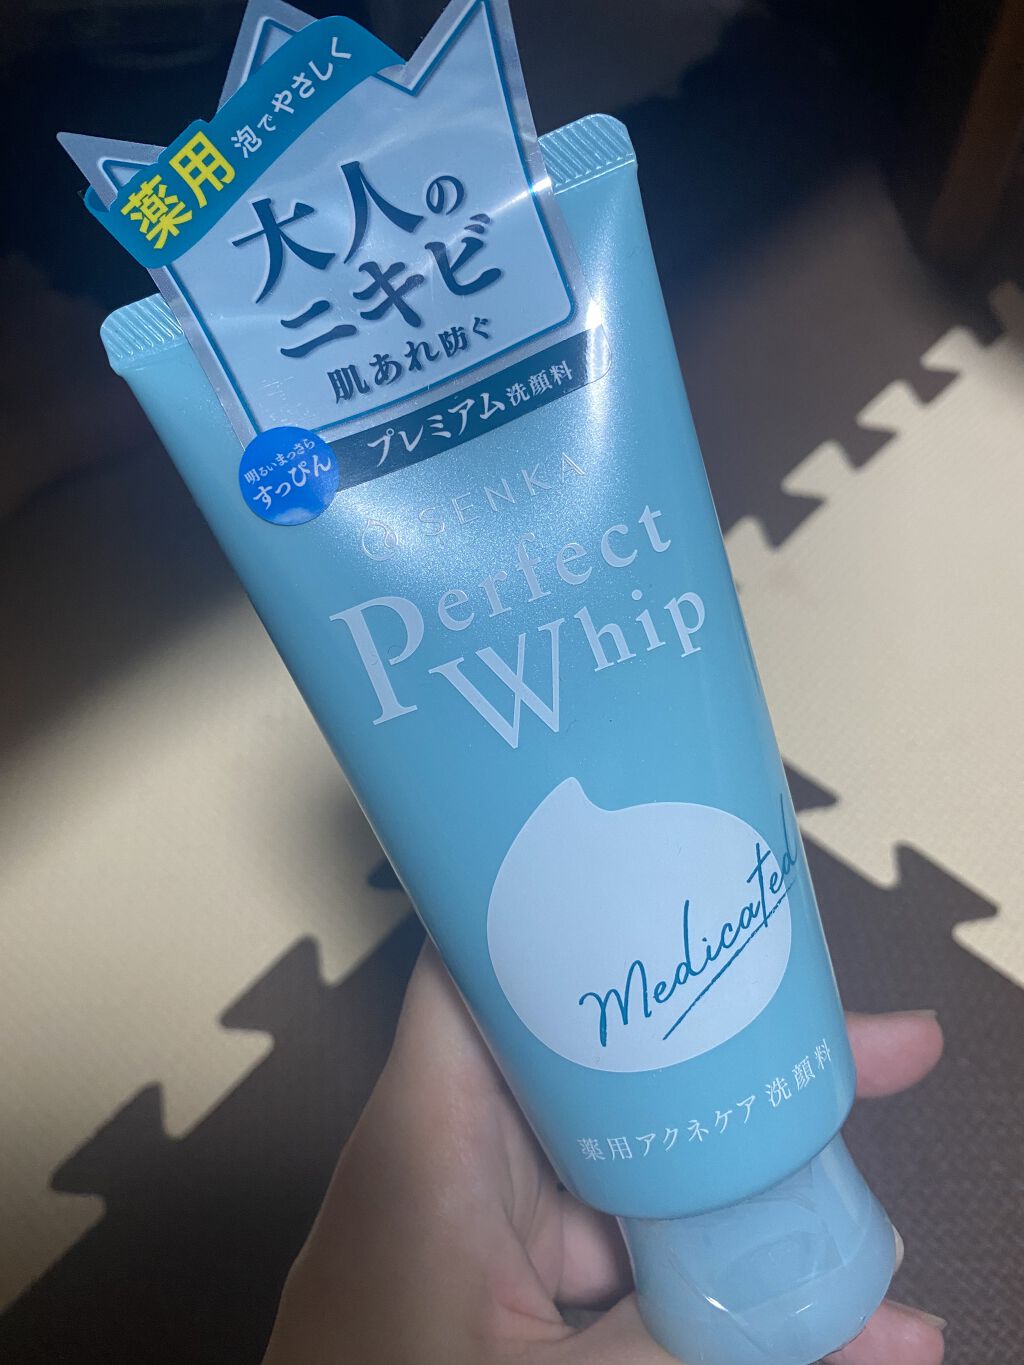 薬用 泡でやさしく
大人の
ニキビ
肌あれ防ぐ
プレミアム洗顔料
明るいまっさら
すっぴん
SENKA
Perfect
Whip
Medicated
薬用アクネケア 洗顔料